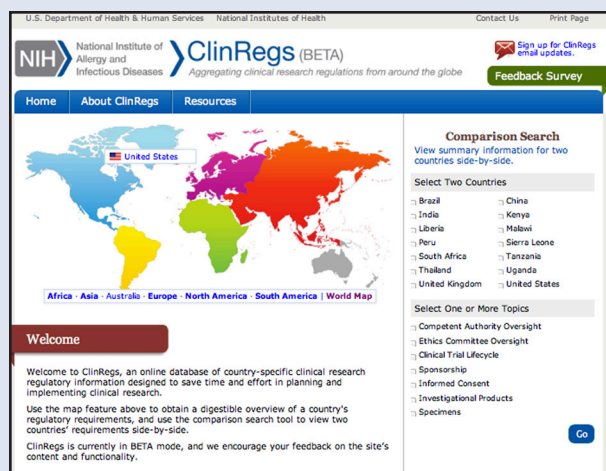 U.S. Department of Health & Human Services National Institutes of Health Contact Us Print Page
NIH
National Institute of
Allergy and
Infectious Diseases
ClinRegs (BETA)
Aggregating clinical research regulations from around the globe
Sign up for ClinRegs
email updates.
Feedback Survey
Home About ClinRegs Resources
United States
Africa · Asia · Australia · Europe · North America · South America | World Map
Welcome
Welcome to ClinRegs, an online database of country-specific clinical research
regulatory information designed to save time and effort in planning and
implementing clinical research.
Use the map feature above to obtain a digestible overview of a country's
regulatory requirements, and use the comparison search tool to view two
countries' requirements side-by-side.
ClinRegs is currently in BETA mode, and we encourage your feedback on the site's
content and functionality.
Comparison Search
View summary information for two
countries side-by-side.
Select Two Countries
Brazil China
India Kenya
Liberia Malawi
Peru Sierra Leone
South Africa Tanzania
Thailand Uganda
United Kingdom United States
Select One or More Topics
Competent Authority Oversight
Ethics Committee Oversight
Clinical Trial Lifecycle
Sponsorship
Informed Consent
Investigational Products
Specimens
Go